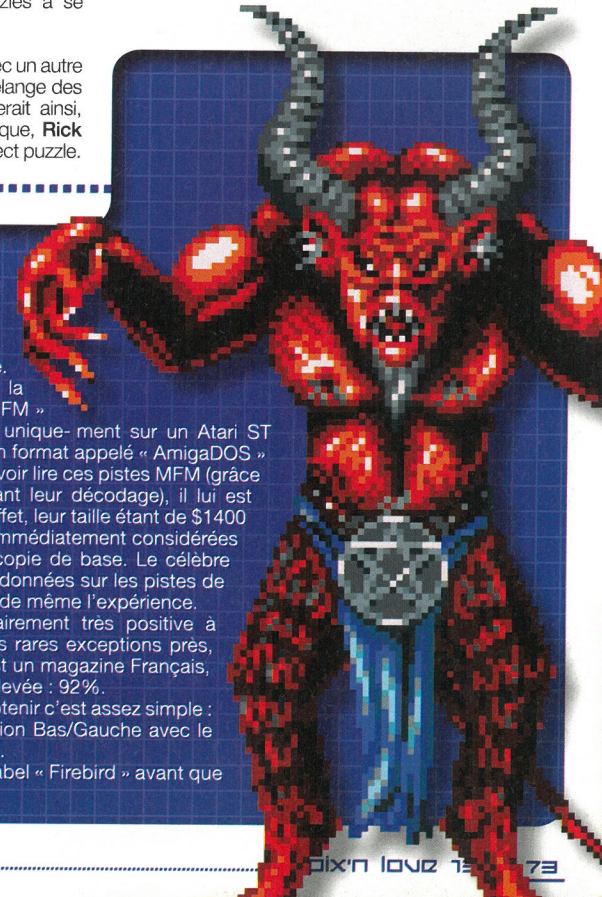 zles à se
ec un autre
élange des
erait ainsi,
que, Rick
ect puzzle.
e.
la
FM »
unique- ment sur un Atari ST
n format appelé « AmigaDOS »
voir lire ces pistes MFM (grâce
ant leur décodage), il lui est
ffet, leur taille étant de $1400
mmédiatement considérées
copie de base. Le célèbre
données sur les pistes de
de même l'expérience.
airement très positive à
s rares exceptions près,
st un magazine Français,
levée : 92%.
btenir c'est assez simple :
ion Bas/Gauche avec le
.
abel « Firebird » avant que
pix'n love 73